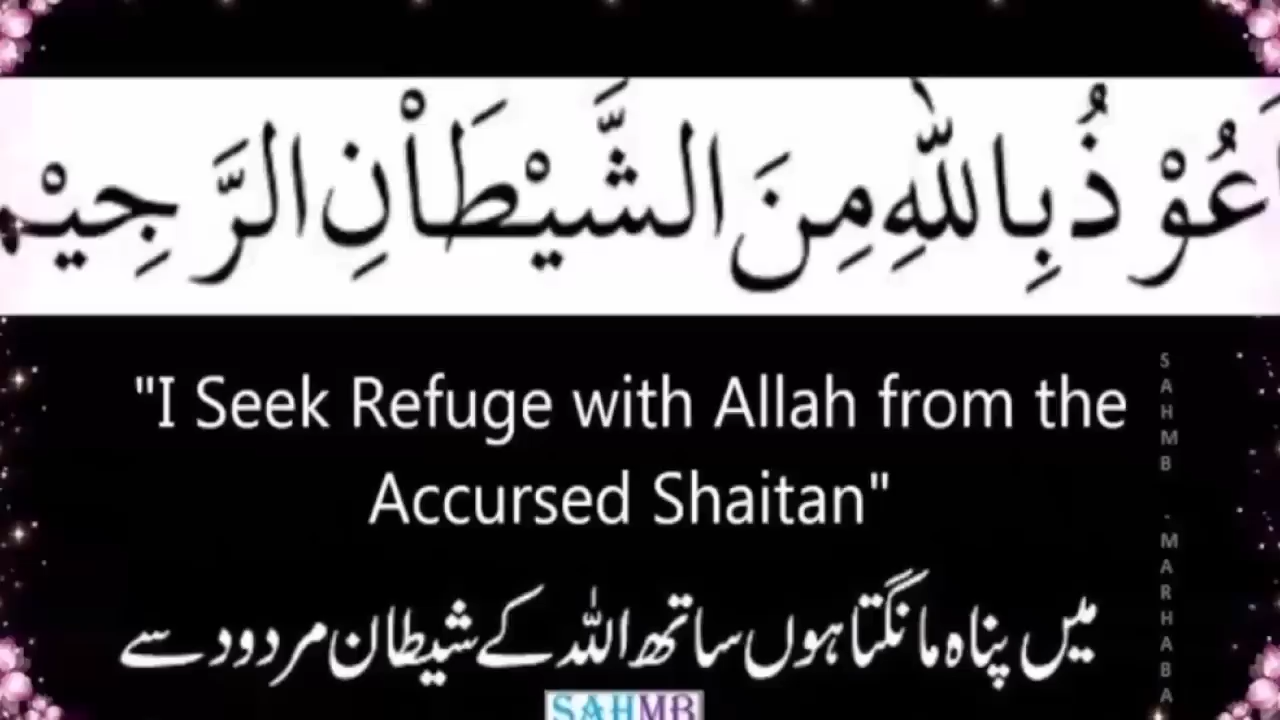 اَعُوْذُ بِاللّٰهِ مِنَ الشَّيْطَاْنِ الرَّجِيْمِ
"I Seek Refuge with Allah from the
Accursed Shaitan"
میں پناہ مانگتا ہوں ساتھ اللہ کے شیطان مردود سے
SAHMB
SAHMB - MARHABA